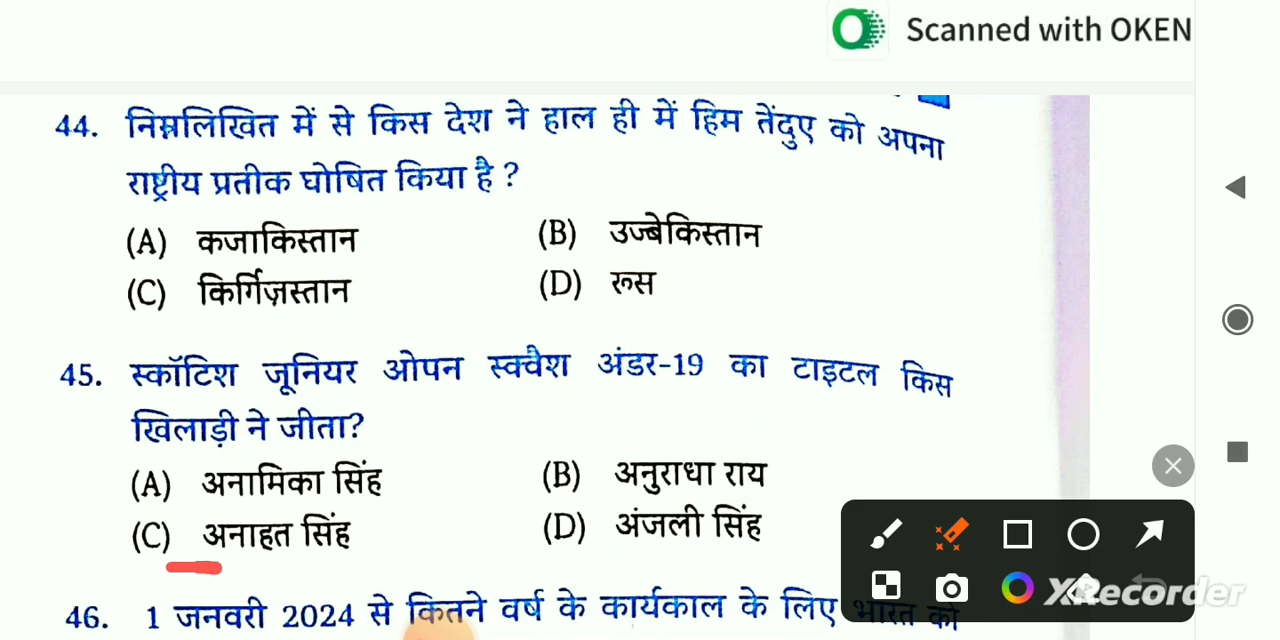 Scanned with OKEN
44. निम्नलिखित में से किस देश ने हाल ही में हिम तेंदुए को अपना
राष्ट्रीय प्रतीक घोषित किया है ?
(A) कजाकिस्तान (B) उज्बेकिस्तान
(C) किर्गिज़स्तान (D) रूस
45. स्कॉटिश जूनियर ओपन स्क्वैश अंडर-19 का टाइटल किस
खिलाड़ी ने जीता?
(A) अनामिका सिंह (B) अनुराधा राय
(C) अनाहत सिंह (D) अंजली सिंह
46. 1 जनवरी 2024 से कितने वर्ष के कार्यकाल के लिए भारत को
XRecorder